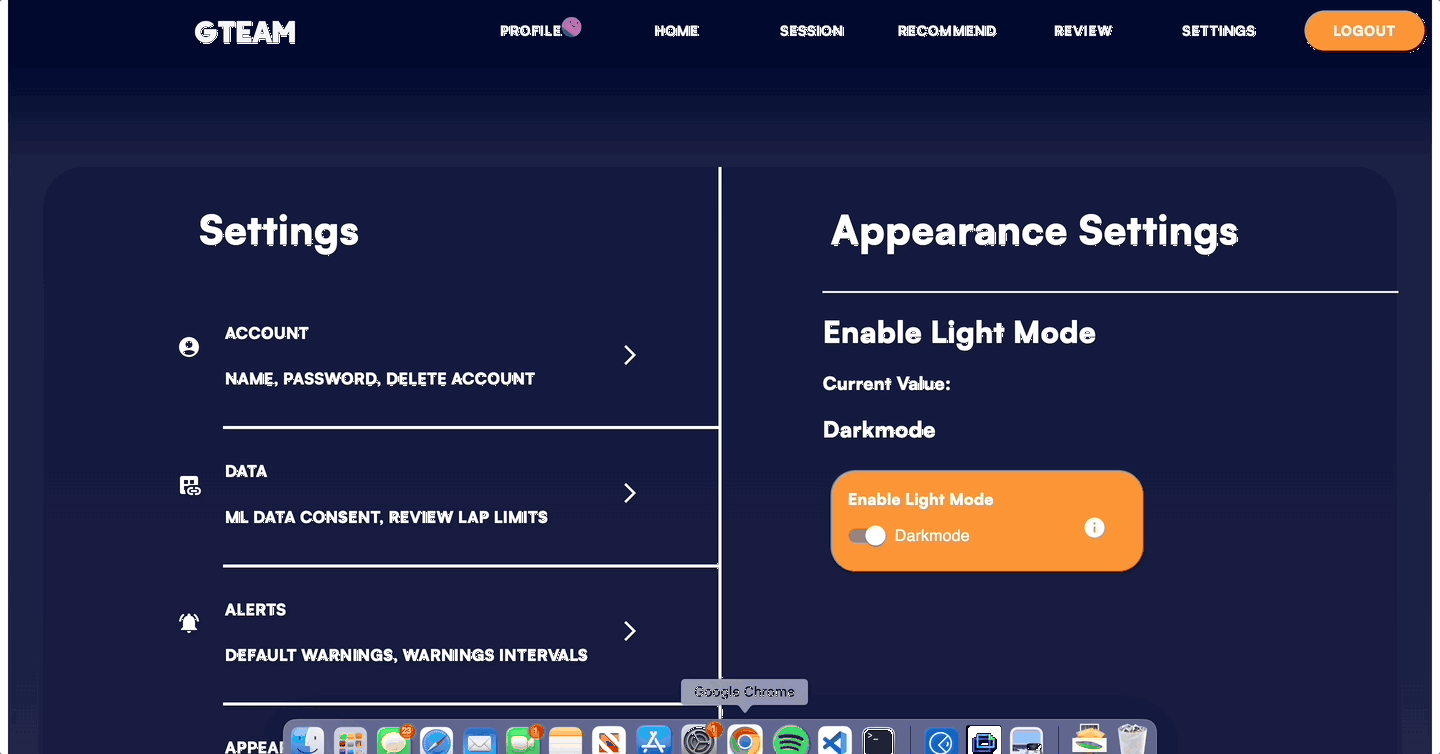 GTEAM
PROFILE
HOME
SESSION
RECOMMEND
REVIEW
SETTINGS
LOGOUT
Settings
ACCOUNT
NAME, PASSWORD, DELETE ACCOUNT
DATA
ML DATA CONSENT, REVIEW LAP LIMITS
ALERTS
DEFAULT WARNINGS, WARNINGS INTERVALS
Appearance Settings
Enable Light Mode
Current Value:
Darkmode
Enable Light Mode
Darkmode
Google Chrome
23
1
1